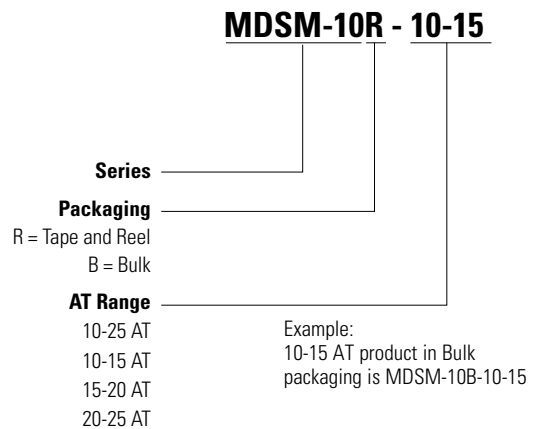 MDSM-10R - 10-15
Series
Packaging
R = Tape and Reel
B = Bulk
AT Range
10-25 AT
10-15 AT
15-20 AT
20-25 AT
Example:
10-15 AT product in Bulk
packaging is MDSM-10B-10-15